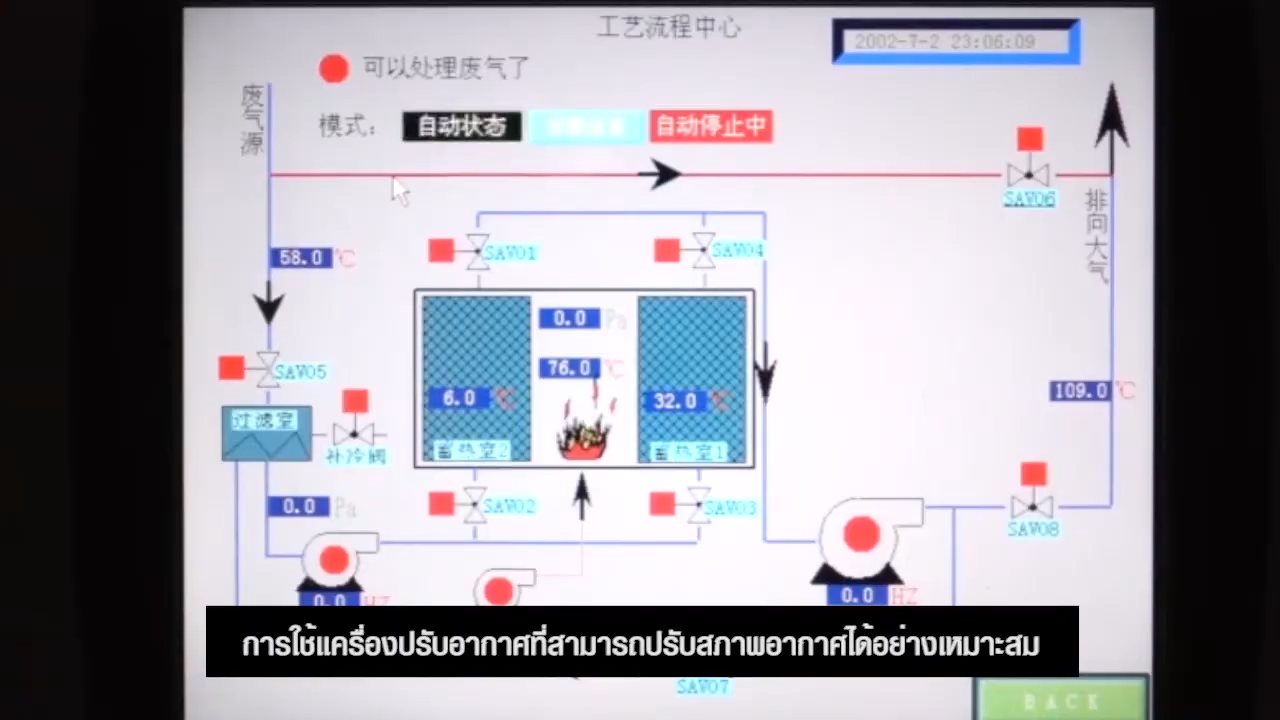 工艺流程中心
2002-7-2 23:06:09
可以处理废气了
废气源
模式：
自动状态
自动停止中
SAV06
排向大气
SAV01
SAV04
58.0 ℃
0.0 Pa
76.0 ℃
SAV05
6.0 ℃
32.0 ℃
109.0 ℃
过滤室
蓄热室2
蓄热室1
补冷阀
0.0 Pa
SAV02
SAV03
SAV08
0.0 HZ
0.0 HZ
การใช้เครื่องปรับอากาศที่สามารถปรับสภาพอากาศได้อย่างเหมาะสม
SAV07
BACK